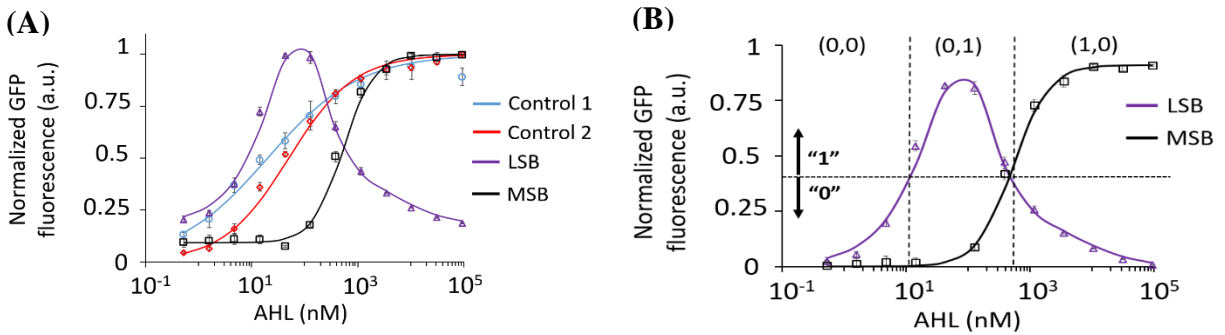 (A)
Normalized GFP
fluorescence (a.u.)
1
0.75
0.5
0.25
0
10-1
101
103
105
AHL (nM)
Control 1
Control 2
LSB
MSB
(B)
Normalized GFP
fluorescence (a.u.)
1
0.75
0.5
0.25
0
(0,0)
(0,1)
(1,0)
"1"
"0"
10-1
101
103
105
AHL (nM)
LSB
MSB